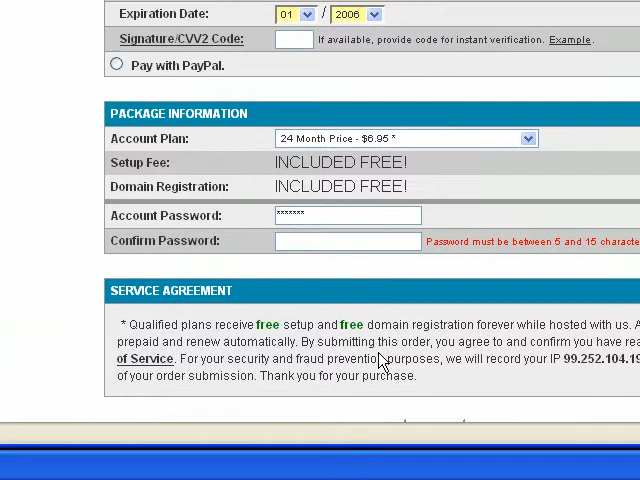 Expiration Date: 01 / 2006
Signature/CVV2 Code: If available, provide code for instant verification. Example.
Pay with PayPal.
PACKAGE INFORMATION
Account Plan: 24 Month Price - $6.95 *
Setup Fee: INCLUDED FREE!
Domain Registration: INCLUDED FREE!
Account Password: *******
Confirm Password: Password must be between 5 and 15 characte
SERVICE AGREEMENT
* Qualified plans receive free setup and free domain registration forever while hosted with us. A
prepaid and renew automatically. By submitting this order, you agree to and confirm you have rea
of Service. For your security and fraud prevention purposes, we will record your IP 99.252.104.19
of your order submission. Thank you for your purchase.